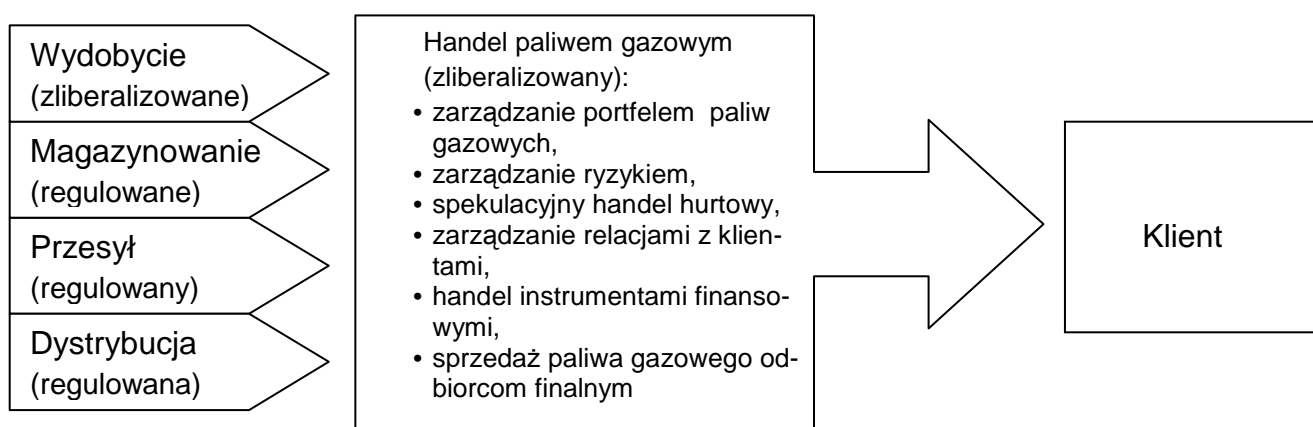 Wydobycie
(zliberalizowane)
Magazynowanie
(regulowane)
Przesył
(regulowany)
Dystrybucja
(regulowana)
Handel paliwem gazowym
(zliberalizowany):
• zarządzanie portfelem paliw
gazowych,
• zarządzanie ryzykiem,
• spekulacyjny handel hurtowy,
• zarządzanie relacjami z klien-
tami,
• handel instrumentami finanso-
wymi,
• sprzedaż paliwa gazowego od-
biorcom finalnym
Klient